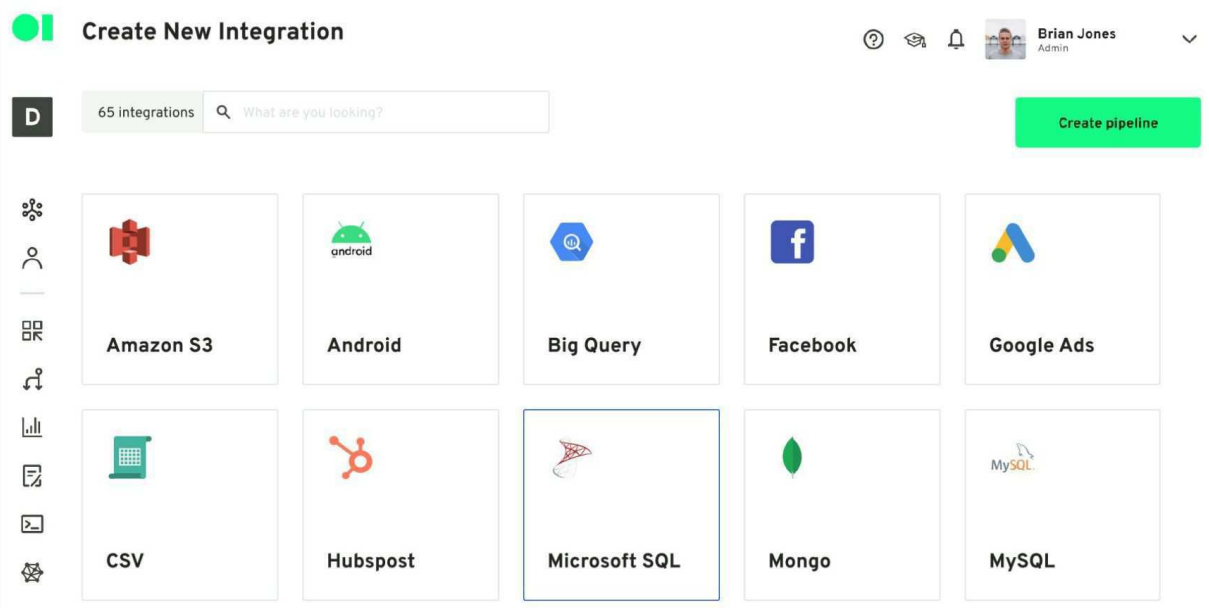 Create New Integration
Brian Jones
Admin
D
65 integrations
What are you looking?
Create pipeline
android
Amazon S3
Android
Big Query
Facebook
Google Ads
MySQL
CSV
Hubspost
Microsoft SQL
Mongo
MySQL